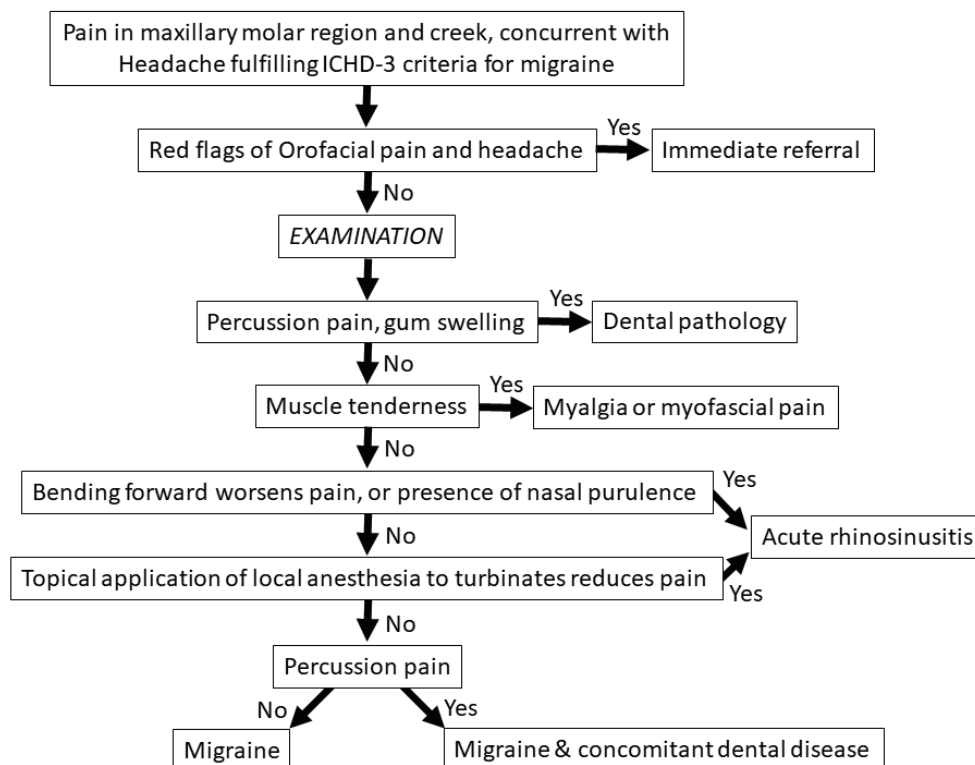 Pain in maxillary molar region and creek, concurrent with
Headache fulfilling ICHD-3 criteria for migraine
Red flags of Orofacial pain and headache
Yes
Immediate referral
No
EXAMINATION
Percussion pain, gum swelling
Yes
Dental pathology
No
Muscle tenderness
Yes
Myalgia or myofascial pain
No
Bending forward worsens pain, or presence of nasal purulence
Yes
Acute rhinosinusitis
No
Topical application of local anesthesia to turbinates reduces pain
Yes
No
Percussion pain
No
Yes
Migraine
Migraine & concomitant dental disease